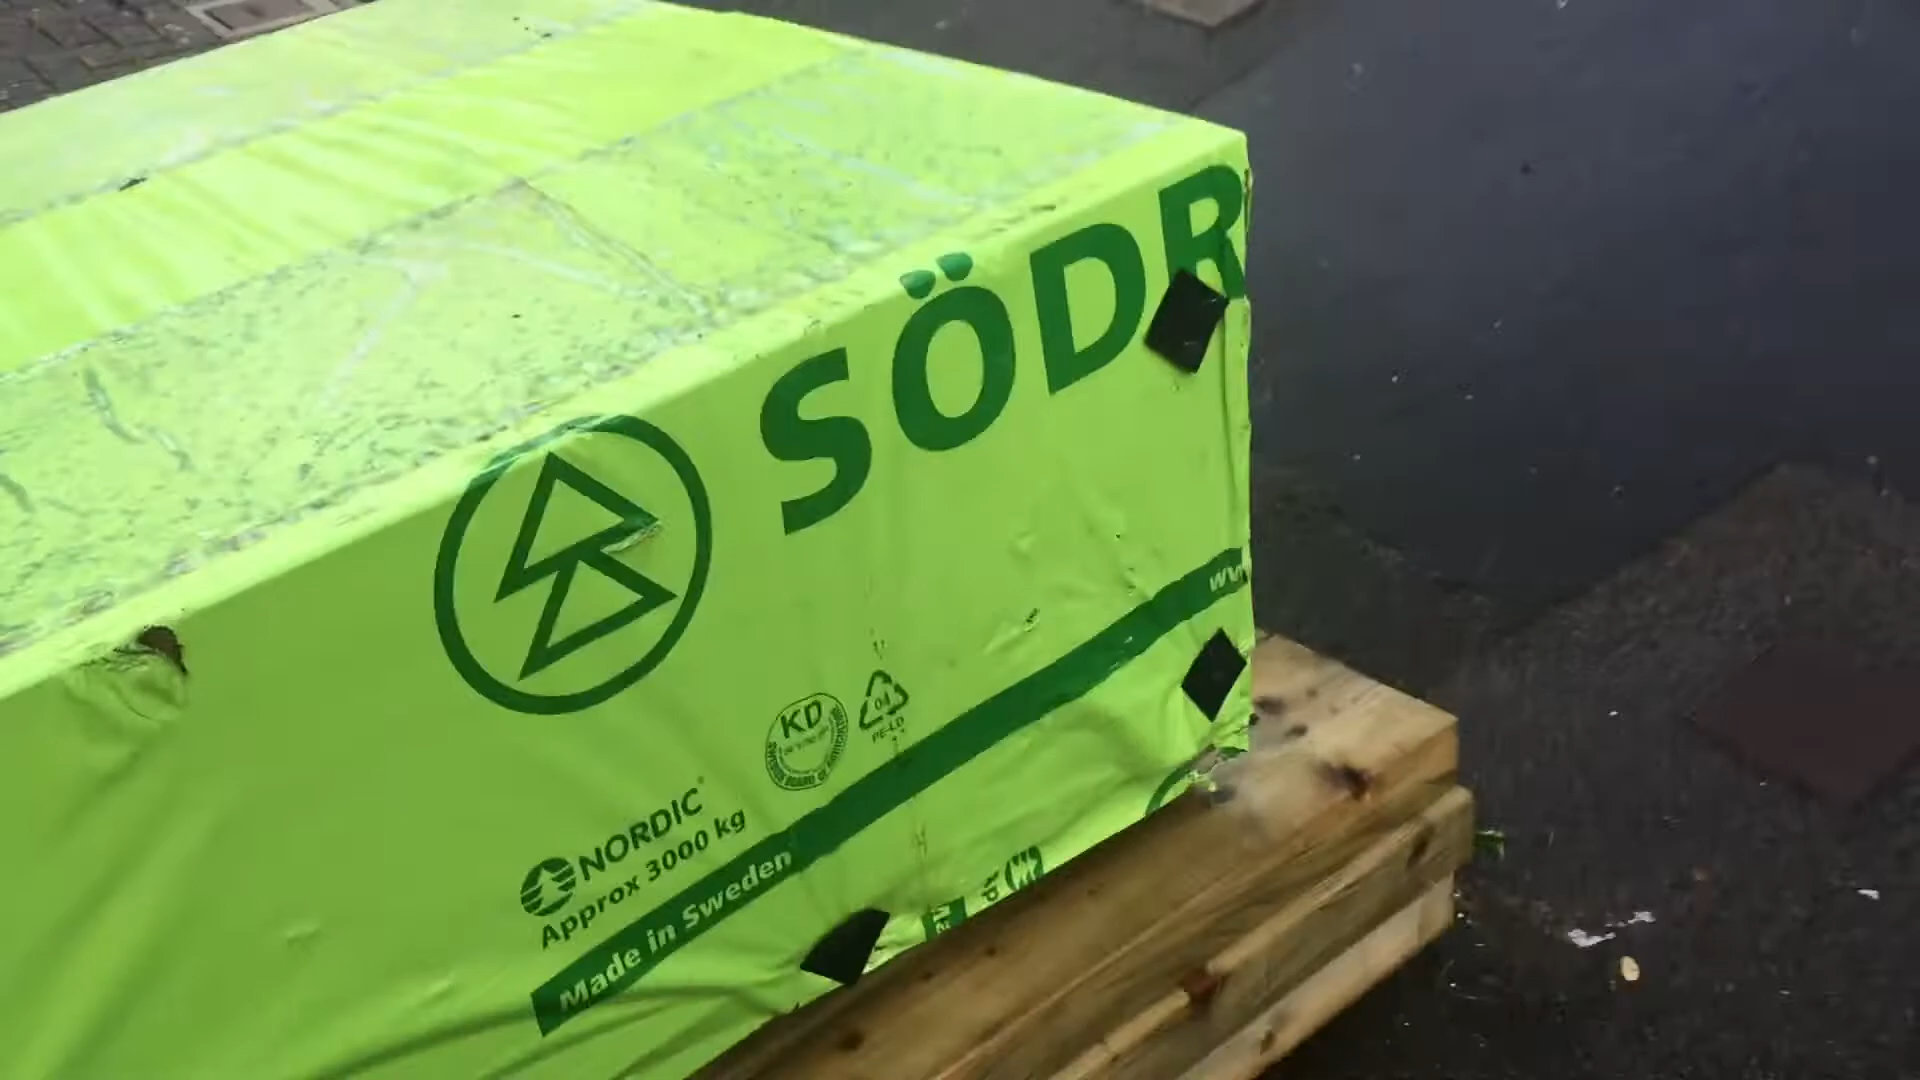 SÖDR
KD
04
PE-LD
NORDIC
Approx 3000 kg
Made in Sweden